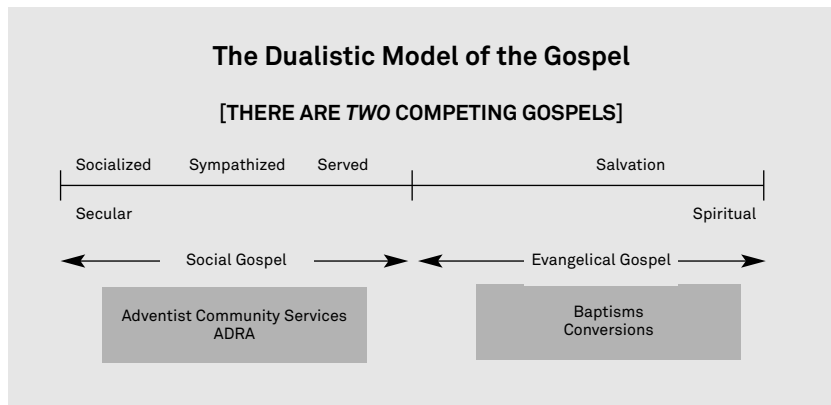 The Dualistic Model of the Gospel
[THERE ARE TWO COMPETING GOSPELS]
Socialized Sympathized Served Salvation
Secular Spiritual
Social Gospel Evangelical Gospel
Adventist Community Services
ADRA
Baptisms
Conversions